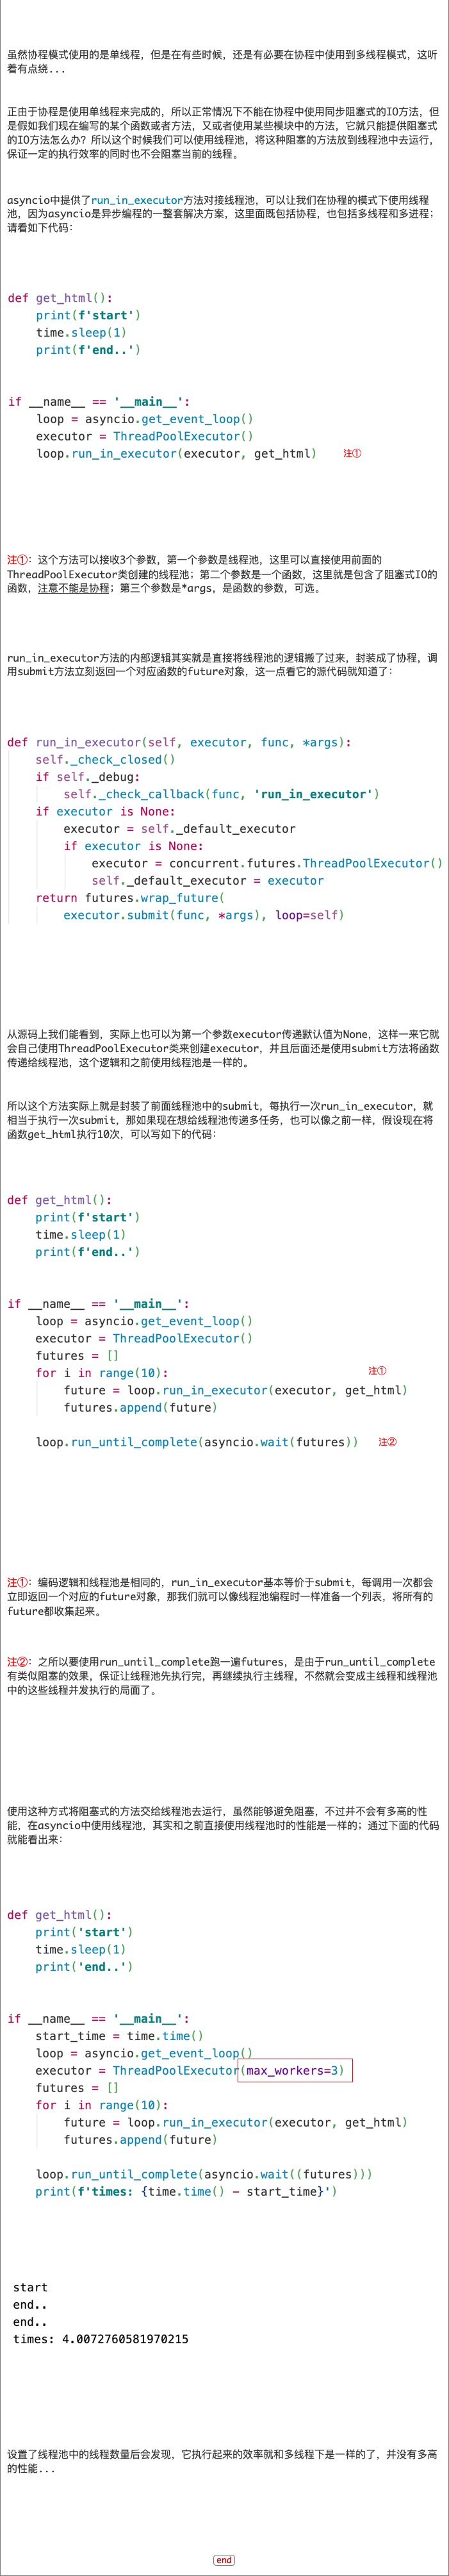 虽然协程模式使用的是单线程，但是在有些时候，还是有必要在协程中使用到多线程模式，这听
着有点绕...
正由于协程是使用单线程来完成的，所以正常情况下不能在协程中使用同步阻塞式的IO方法，但
是假如我们现在编写的某个函数或者方法，又或者使用某些模块中的方法，它就只能提供阻塞式
的IO方法怎么办？所以这个时候我们可以使用线程池，将这种阻塞的方法放到线程池中去运行，
保证一定的执行效率的同时也不会阻塞当前的线程。
asyncio中提供了run_in_executor方法对接线程池，可以让我们在协程的模式下使用线程
池，因为asyncio是异步编程的一整套解决方案，这里面既包括协程，也包括多线程和多进程；
请看如下代码：
def get_html():
    print(f'start')
    time.sleep(1)
    print(f'end..')
if __name__ == '__main__':
    loop = asyncio.get_event_loop()
    executor = ThreadPoolExecutor()
    loop.run_in_executor(executor, get_html)    注①
注①：这个方法可以接收3个参数，第一个参数是线程池，这里可以直接使用前面的
ThreadPoolExecutor类创建的线程池；第二个参数是一个函数，这里就是包含了阻塞式IO的
函数，注意不能是协程；第三个参数是*args，是函数的参数，可选。
run_in_executor方法的内部逻辑其实就是直接将线程池的逻辑搬了过来，封装成了协程，调
用submit方法立刻返回一个对应函数的future对象，这一点看它的源代码就知道了：
def run_in_executor(self, executor, func, *args):
    self._check_closed()
    if self._debug:
        self._check_callback(func, 'run_in_executor')
    if executor is None:
        executor = self._default_executor
        if executor is None:
            executor = concurrent.futures.ThreadPoolExecutor()
            self._default_executor = executor
    return futures.wrap_future(
        executor.submit(func, *args), loop=self)
从源码上我们能看到，实际上也可以为第一个参数executor传递默认值为None，这样一来它就
会自己使用ThreadPoolExecutor类来创建executor，并且后面还是使用submit方法将函数
传递给线程池，这个逻辑和之前使用线程池是一样的。
所以这个方法实际上就是封装了前面线程池中的submit，每执行一次run_in_executor，就
相当于执行一次submit，那如果现在想给线程池传递多任务，也可以像之前一样，假设现在将
函数get_html执行10次，可以写如下的代码：
def get_html():
    print(f'start')
    time.sleep(1)
    print(f'end..')
if __name__ == '__main__':
    loop = asyncio.get_event_loop()
    executor = ThreadPoolExecutor()
    futures = []
    for i in range(10):    注①
        future = loop.run_in_executor(executor, get_html)
        futures.append(future)
    loop.run_until_complete(asyncio.wait(futures))    注②
注①：编码逻辑和线程池是相同的，run_in_executor基本等价于submit，每调用一次都会
立即返回一个对应的future对象，那我们就可以像线程池编程时一样准备一个列表，将所有的
future都收集起来。
注②：之所以要使用run_until_complete跑一遍futures，是由于run_until_complete
有类似阻塞的效果，保证让线程池先执行完，再继续执行主线程，不然就会变成主线程和线程池
中的这些线程并发执行的局面了。
使用这种方式将阻塞式的方法交给线程池去运行，虽然能够避免阻塞，不过并不会有多高的性
能，在asyncio中使用线程池，其实和之前直接使用线程池时的性能是一样的；通过下面的代码
就能看出来：
def get_html():
    print('start')
    time.sleep(1)
    print('end..')
if __name__ == '__main__':
    start_time = time.time()
    loop = asyncio.get_event_loop()
    executor = ThreadPoolExecutor(max_workers=3)
    futures = []
    for i in range(10):
        future = loop.run_in_executor(executor, get_html)
        futures.append(future)
    loop.run_until_complete(asyncio.wait((futures)))
    print(f'times: {time.time() - start_time}')
start
end..
end..
times: 4.0072760581970215
设置了线程池中的线程数量后会发现，它执行起来的效率就和多线程下是一样的了，并没有多高
的性能...
end